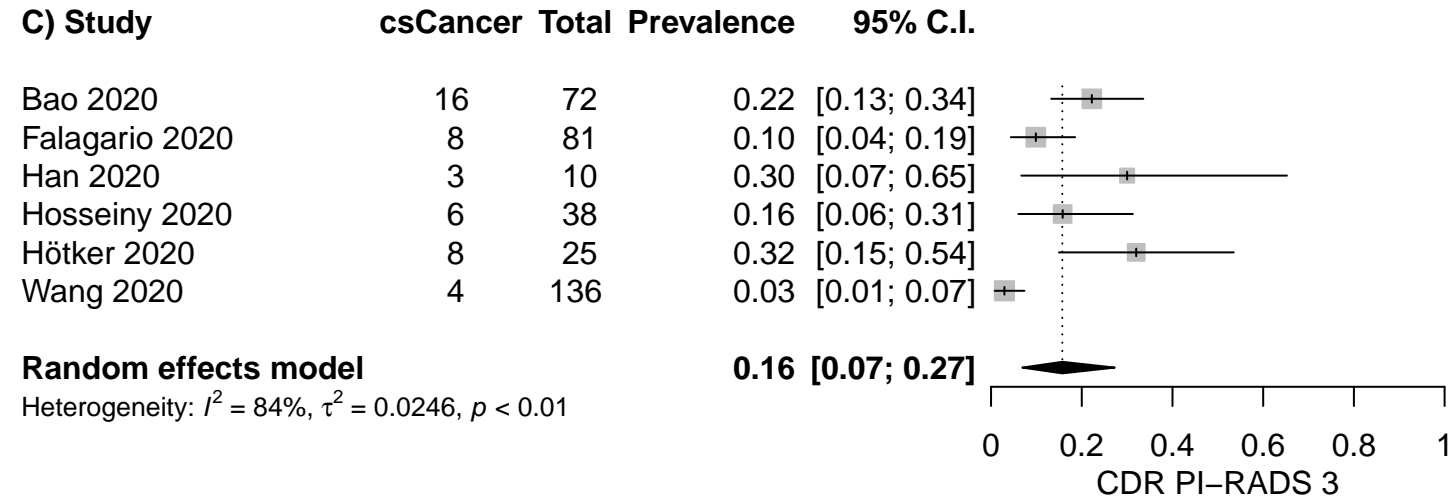 C) Study csCancer Total Prevalence 95% C.I.
Bao 2020 16 72 0.22 [0.13; 0.34]
Falagario 2020 8 81 0.10 [0.04; 0.19]
Han 2020 3 10 0.30 [0.07; 0.65]
Hosseiny 2020 6 38 0.16 [0.06; 0.31]
Hötker 2020 8 25 0.32 [0.15; 0.54]
Wang 2020 4 136 0.03 [0.01; 0.07]
Random effects model 0.16 [0.07; 0.27]
Heterogeneity: I² = 84%, τ² = 0.0246, p < 0.01
0 0.2 0.4 0.6 0.8 1
CDR PI−RADS 3